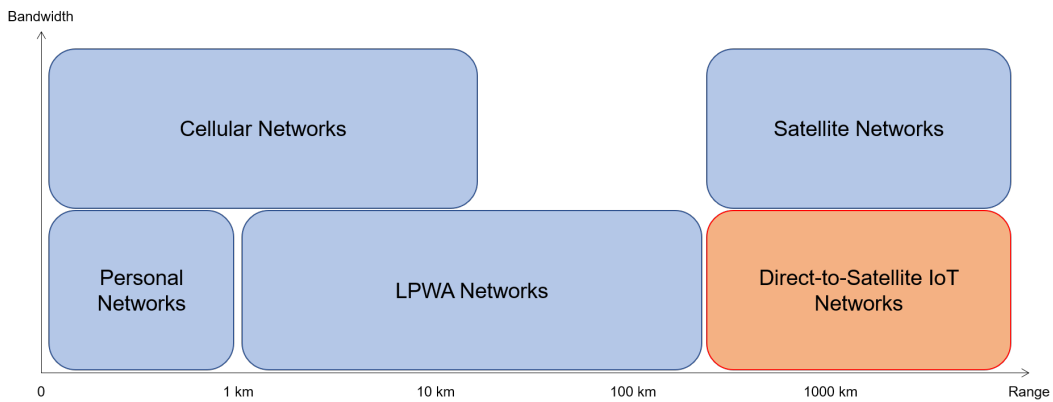 Bandwidth
Cellular Networks
Satellite Networks
Personal
Networks
LPWA Networks
Direct-to-Satellite IoT
Networks
0
1 km
10 km
100 km
1000 km
Range